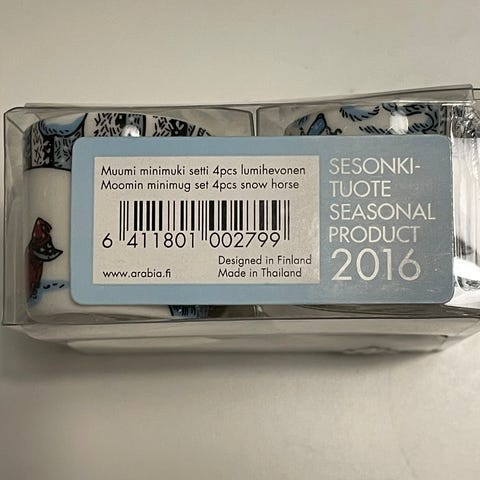 Muumi minimuki setti 4pcs lumihevonen
Moomin minimug set 4pcs snow horse
6 411801 002799
Designed in Finland
www.arabia.fi Made in Thailand
SESONKI-
TUOTE
SEASONAL
PRODUCT
2016